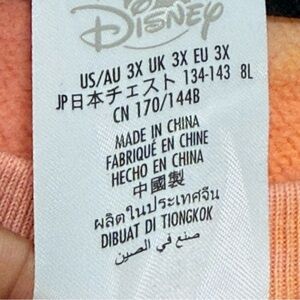 Disney
US/AU 3X UK 3X EU 3X
JP日本チェスト 134-143 8L
CN 170/144B
MADE IN CHINA
FABRIQUÉ EN CHINE
HECHO EN CHINA
中國製
ผลิตในประเทศจีน
DIBUAT DI TIONGKOK
صنع في الصين